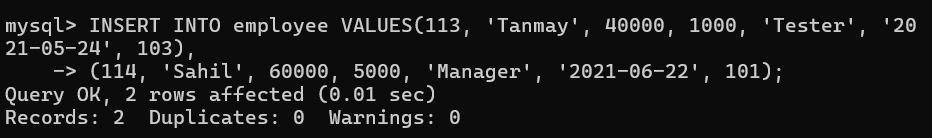 mysql> INSERT INTO employee VALUES(113, 'Tanmay', 40000, 1000, 'Tester', '20
21-05-24', 103),
    -> (114, 'Sahil', 60000, 5000, 'Manager', '2021-06-22', 101);
Query OK, 2 rows affected (0.01 sec)
Records: 2  Duplicates: 0  Warnings: 0